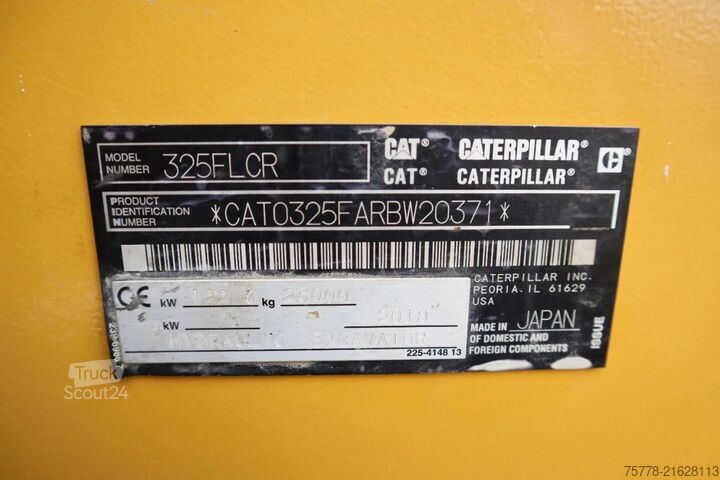 MODEL NUMBER 325FLCR
CAT® CATERPILLAR® C
CAT® CATERPILLAR®
PRODUCT IDENTIFICATION NUMBER *CAT0325FARBW20371*
CATERPILLAR INC.
PEORIA, IL 61629
USA
CE kW kg 25000
kW 2018
HYDRAULIC EXCAVATOR
225-4148 13
MADE IN JAPAN
OF DOMESTIC AND
FOREIGN COMPONENTS
ISSUE
Truck
Scout24
75778-21628113